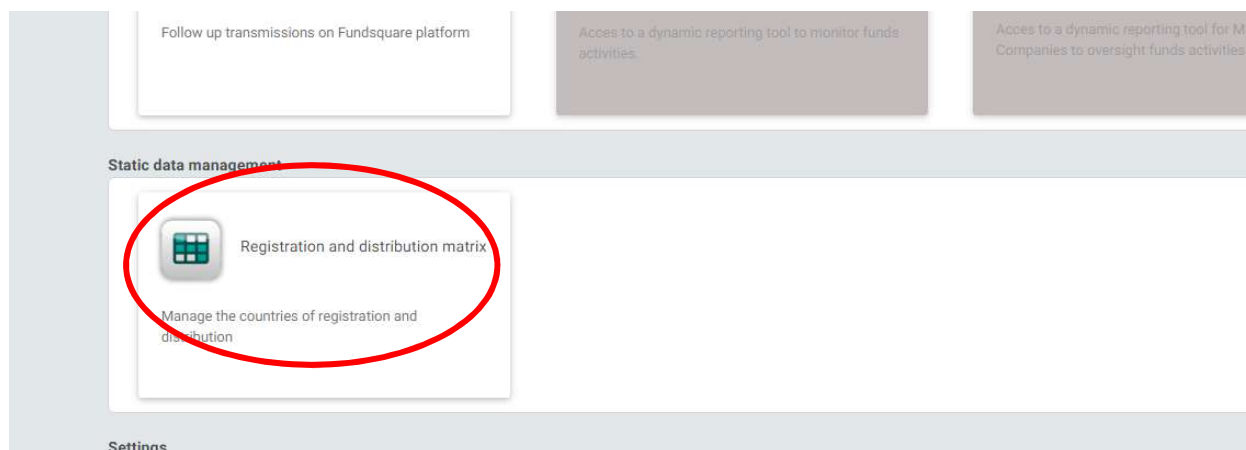 Follow up transmissions on Fundsquare platform
Acces to a dynamic reporting tool to monitor funds
activities.
Acces to a dynamic reporting tool for M
Companies to oversight funds activities
Static data management
Registration and distribution matrix
Manage the countries of registration and
distribution
Settings